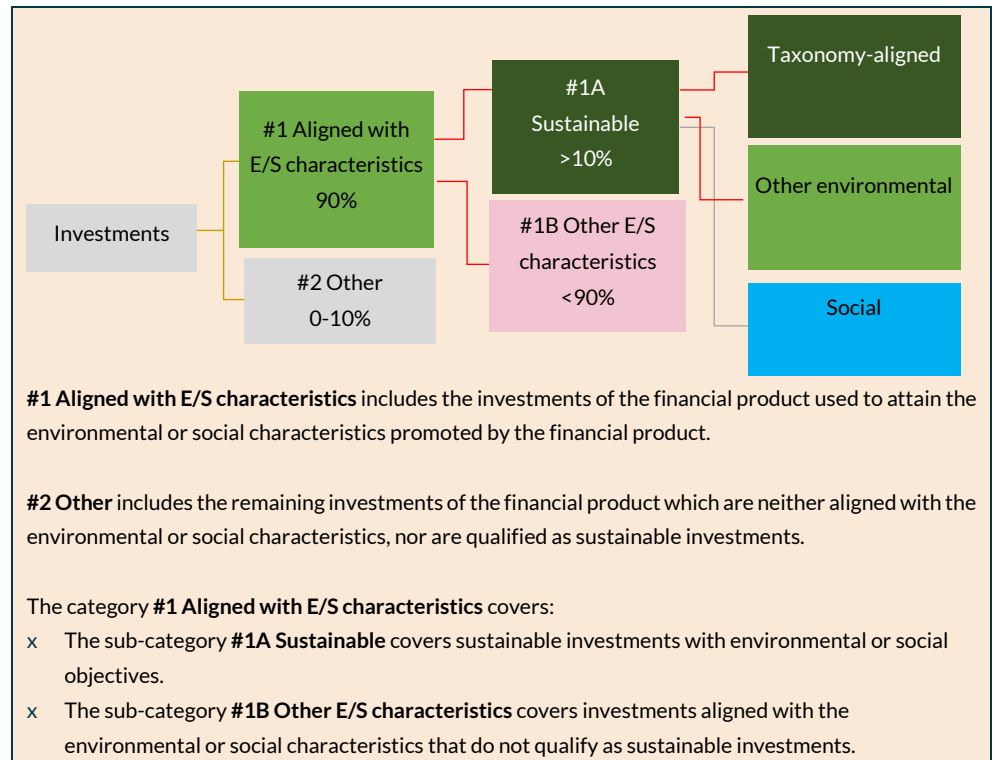 Investments
#1 Aligned with
E/S characteristics
90%
#2 Other
0-10%
#1A
Sustainable
>10%
#1B Other E/S
characteristics
<90%
Taxonomy-aligned
Other environmental
Social
#1 Aligned with E/S characteristics includes the investments of the financial product used to attain the
environmental or social characteristics promoted by the financial product.
#2 Other includes the remaining investments of the financial product which are neither aligned with the
environmental or social characteristics, nor are qualified as sustainable investments.
The category #1 Aligned with E/S characteristics covers:
x The sub-category #1A Sustainable covers sustainable investments with environmental or social
objectives.
x The sub-category #1B Other E/S characteristics covers investments aligned with the
environmental or social characteristics that do not qualify as sustainable investments.